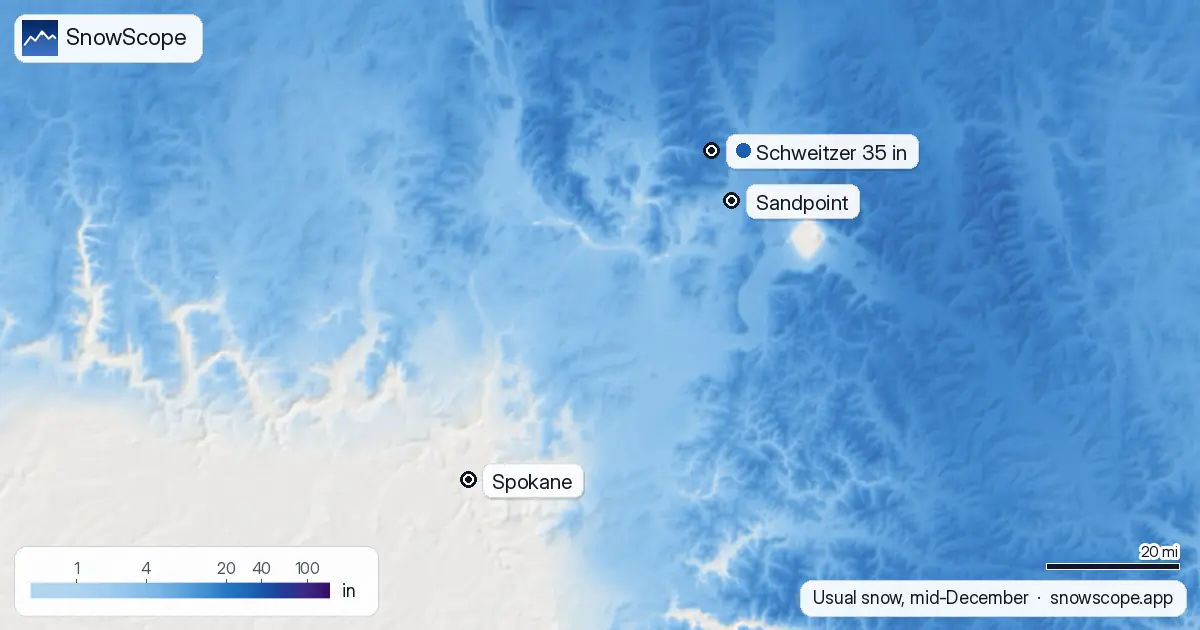 SnowScope
Schweitzer 35 in
Sandpoint
Spokane
1 4 20 40 100 in
20 mi
Usual snow, mid-December · snowscope.app